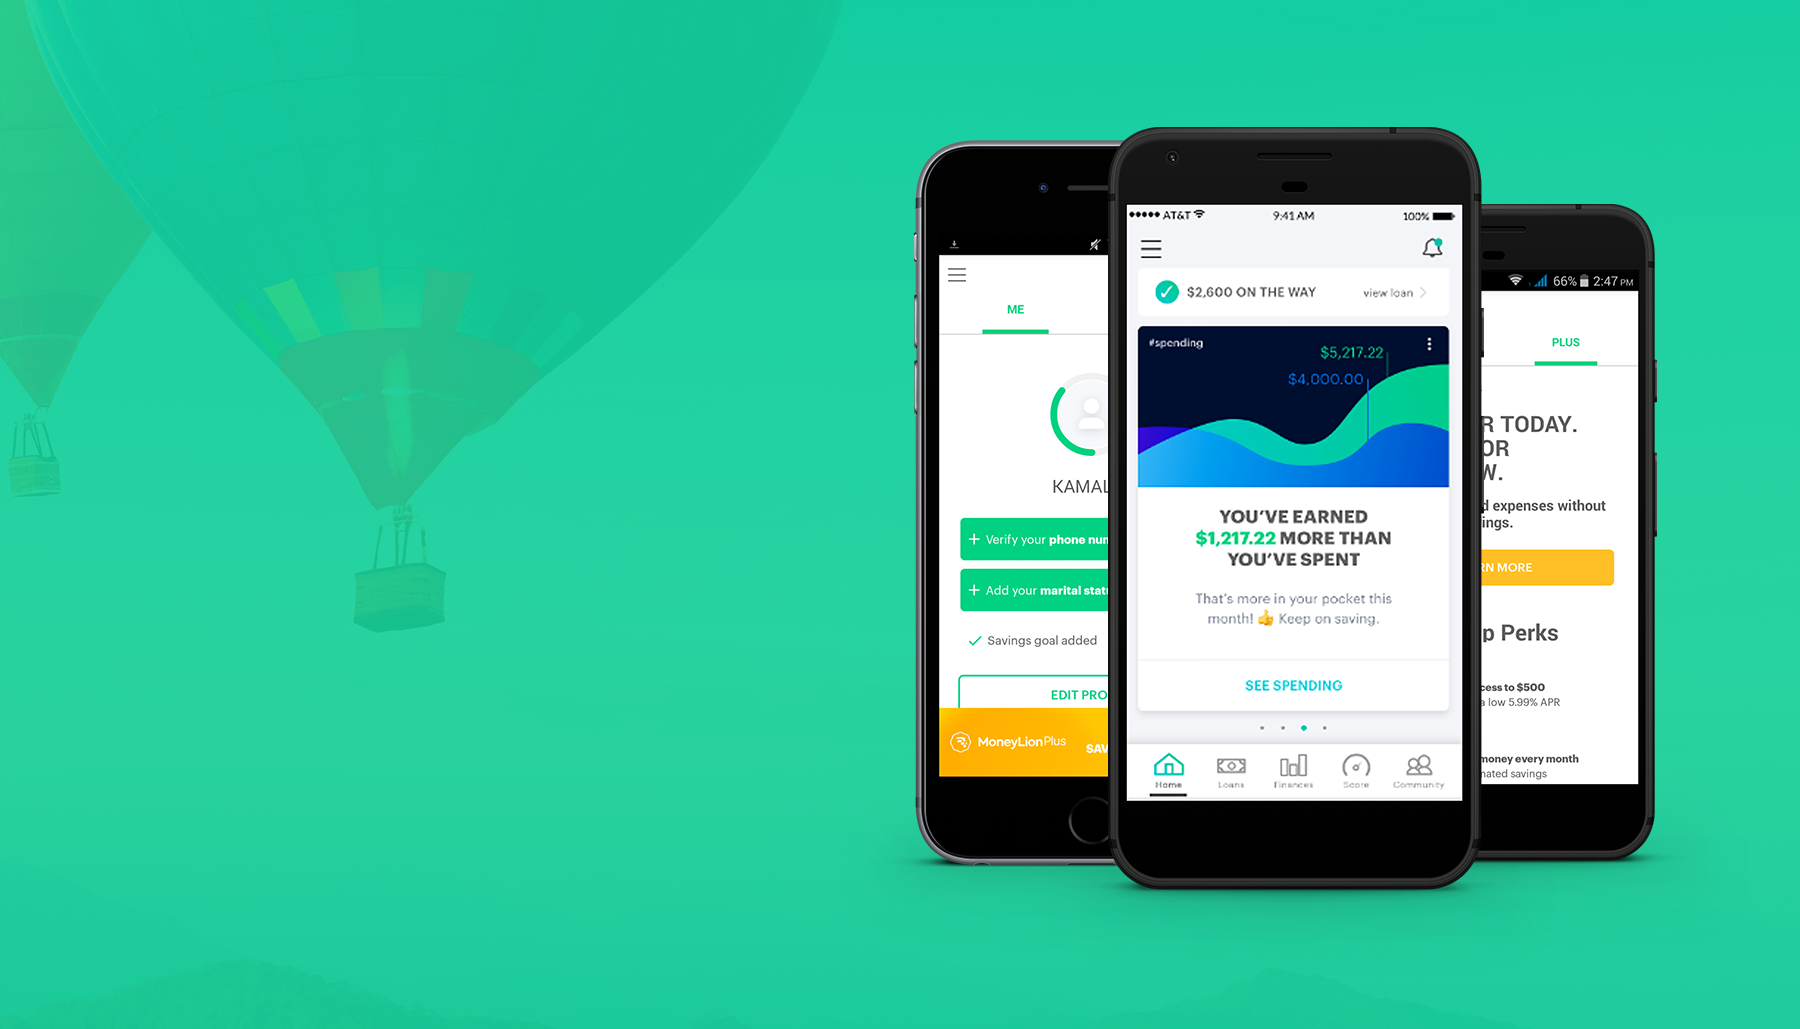 ME
KAMAL
+ Verify your phone nun
+ Add your marital statu
Savings goal added
EDIT PRO
MoneyLion Plus
SAV
AT&T
9:41 AM
100%
$2,600 ON THE WAY
view loan
#spending
$5,217.22
$4,000.00
YOU'VE EARNED
$1,217.22 MORE THAN
YOU'VE SPENT
That's more in your pocket this
month! 👍 Keep on saving.
SEE SPENDING
Home
Loans
Finances
Score
Community
66%
2:47 PM
PLUS
R TODAY.
OR
W.
d expenses without
ings.
RN MORE
p Perks
cess to $500
a low 5.99% APR
money every month
nated savings